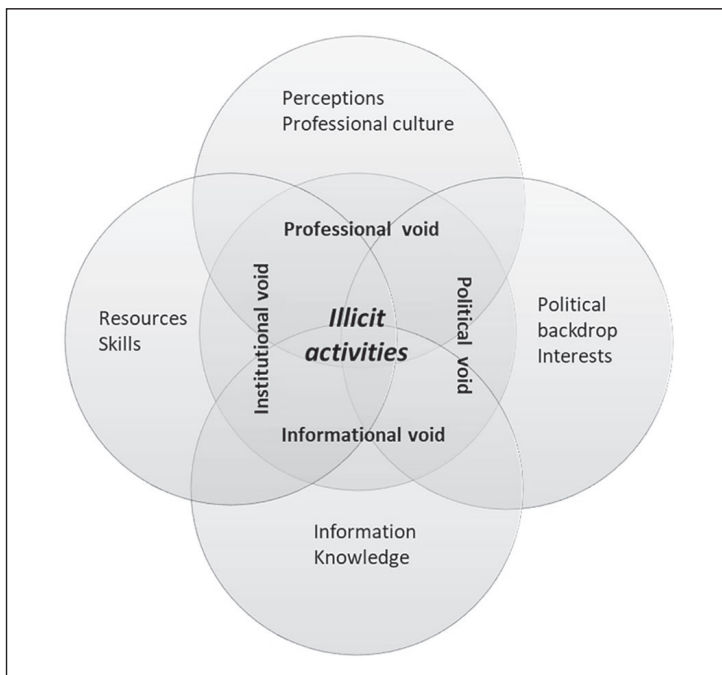 Perceptions
Professional culture
Professional void
Resources
Skills
Institutional void
Illicit
activities
Political void
Political
backdrop
Interests
Informational void
Information
Knowledge